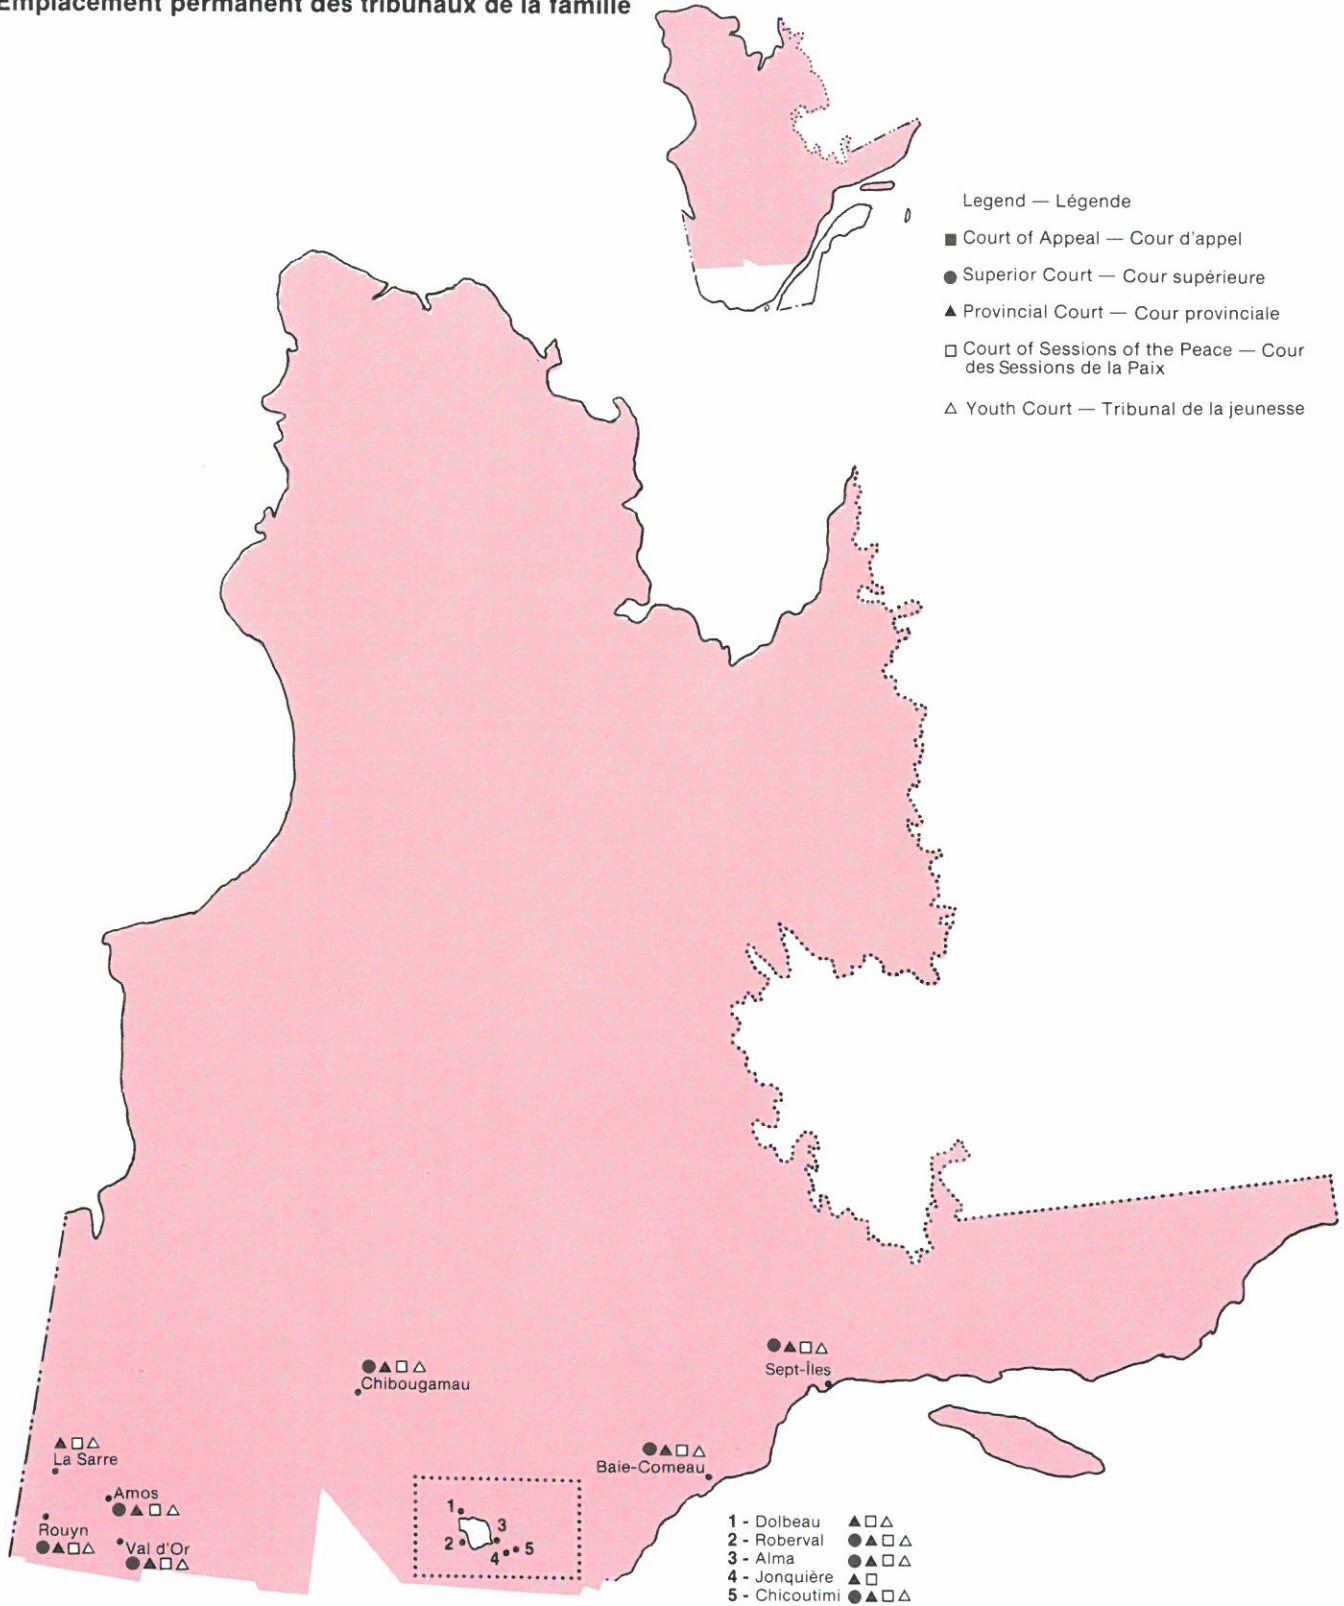 Emplacement permanent des tribunaux de la famille
Legend — Légende
■ Court of Appeal — Cour d'appel
● Superior Court — Cour supérieure
▲ Provincial Court — Cour provinciale
□ Court of Sessions of the Peace — Cour
des Sessions de la Paix
△ Youth Court — Tribunal de la jeunesse
●▲□△
Chibougamau
●▲□△
Sept-Îles
▲□△
La Sarre
●▲□△
Baie-Comeau
Amos
●▲□△
Rouyn
●▲□△
Val d'Or
●▲□△
1
2
3
4
5
1 - Dolbeau ▲□△
2 - Roberval ●▲□△
3 - Alma ●▲□△
4 - Jonquière ▲□
5 - Chicoutimi ●▲□△